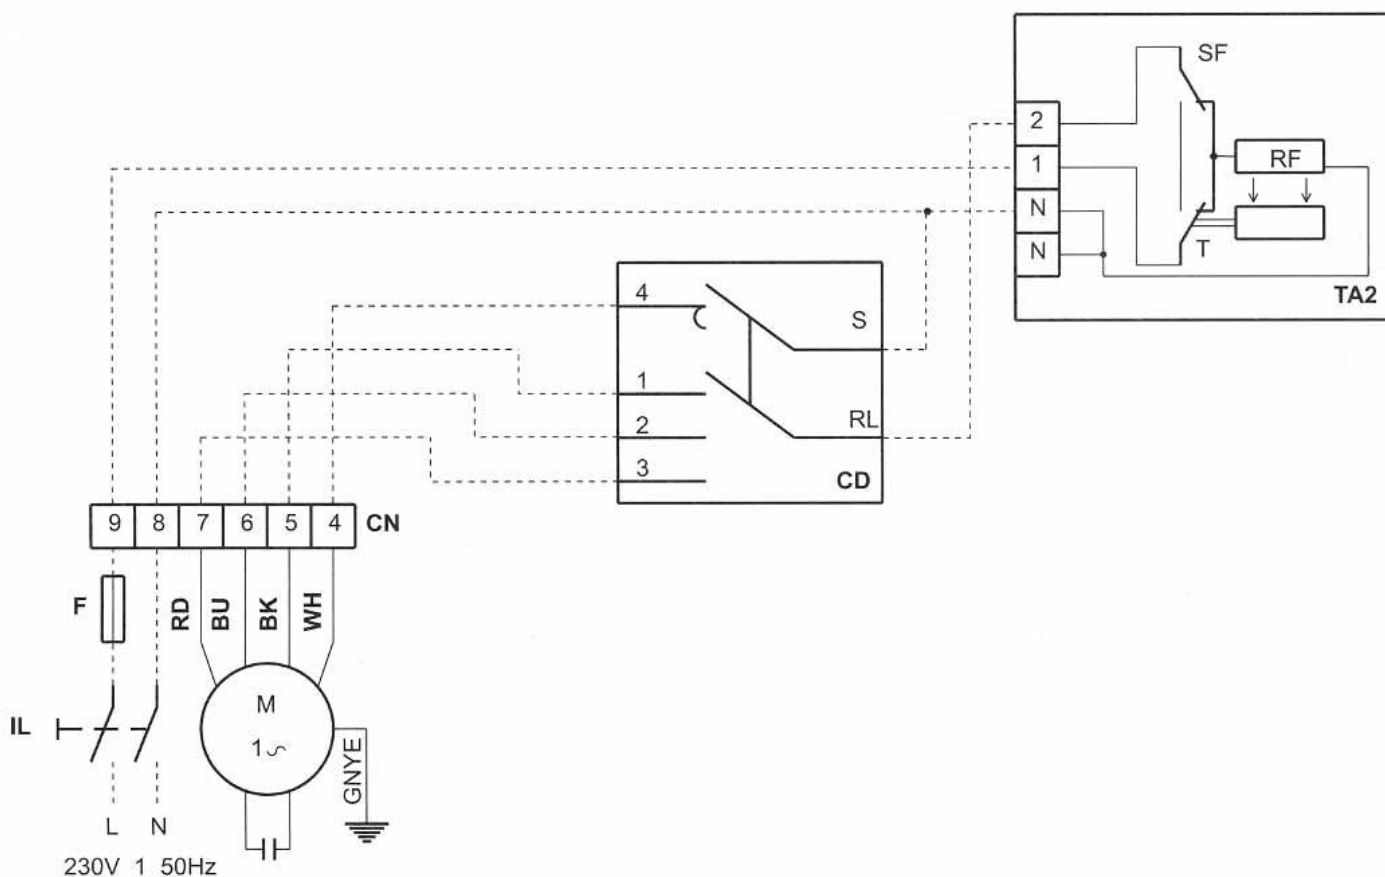 SF
2
1
RF
N
N
T
TA2
4
S
1
2
RL
3
CD
9 8 7 6 5 4 CN
F
RD BU BK WH
M
1∿
IL
GNYE
L N
230V 1 50Hz